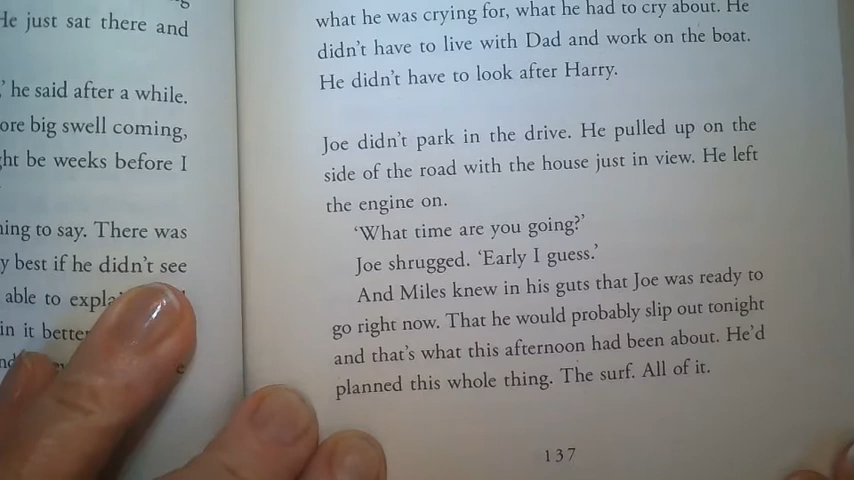 He just sat there and
he said after a while.
ore big swell coming,
ght be weeks before I
ning to say. There was
y best if he didn't see
able to expla
in it better
what he was crying for, what he had to cry about. He
didn't have to live with Dad and work on the boat.
He didn't have to look after Harry.
Joe didn't park in the drive. He pulled up on the
side of the road with the house just in view. He left
the engine on.
‘What time are you going?’
Joe shrugged. ‘Early I guess.’
And Miles knew in his guts that Joe was ready to
go right now. That he would probably slip out tonight
and that's what this afternoon had been about. He'd
planned this whole thing. The surf. All of it.
137